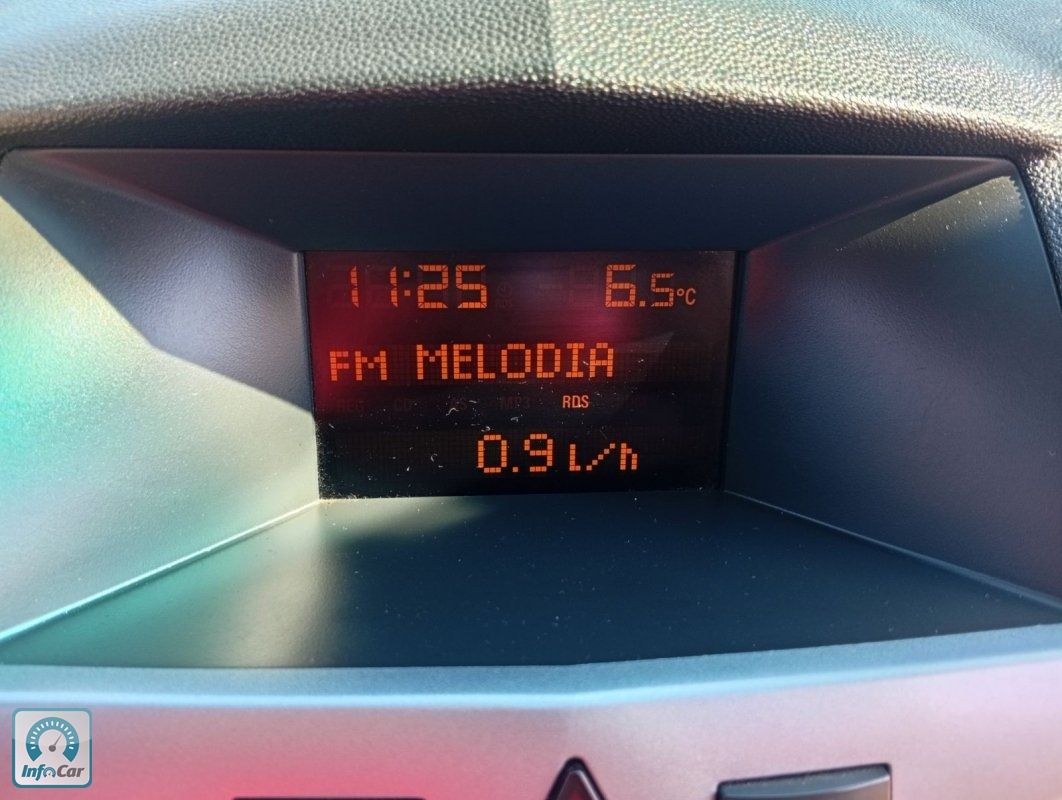 11:25 6.5°C
FM MELODIA
RDS
0.9 l/h
InfoCar